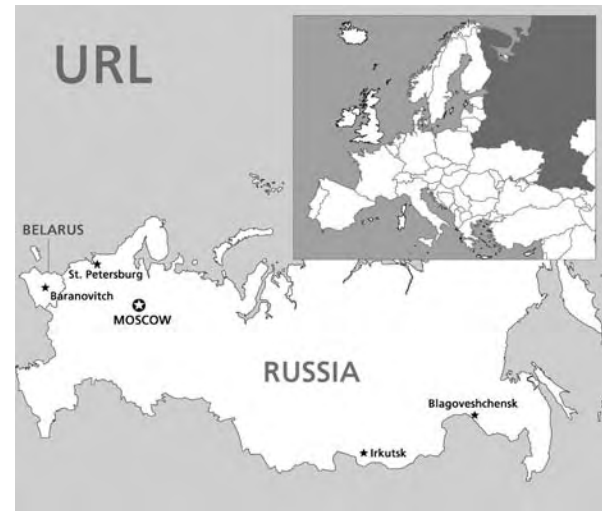 URL
BELARUS
St. Petersburg
Baranovitch
MOSCOW
RUSSIA
Blagoveshchensk
Irkutsk